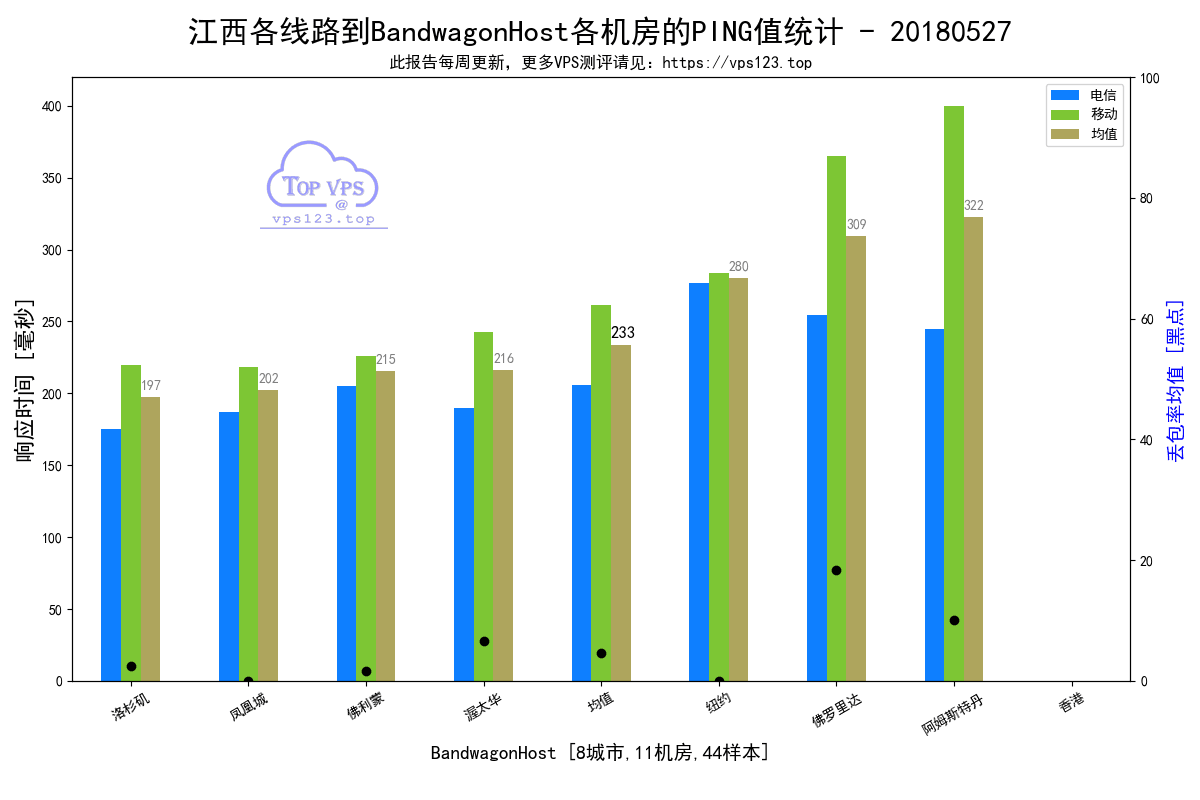 江西各线路到BandwagonHost各机房的PING值统计 - 20180527
此报告每周更新，更多VPS测评请见：https://vps123.top
电信
移动
均值
TOP VPS
@
vps123.top
响应时间 [毫秒]
400
350
300
250
200
150
100
50
0
197
202
215
216
233
280
309
322
100
80
60
40
20
0
丢包率均值 [黑点]
洛杉矶
凤凰城
佛利蒙
渥太华
均值
纽约
佛罗里达
阿姆斯特丹
香港
BandwagonHost [8城市,11机房,44样本]